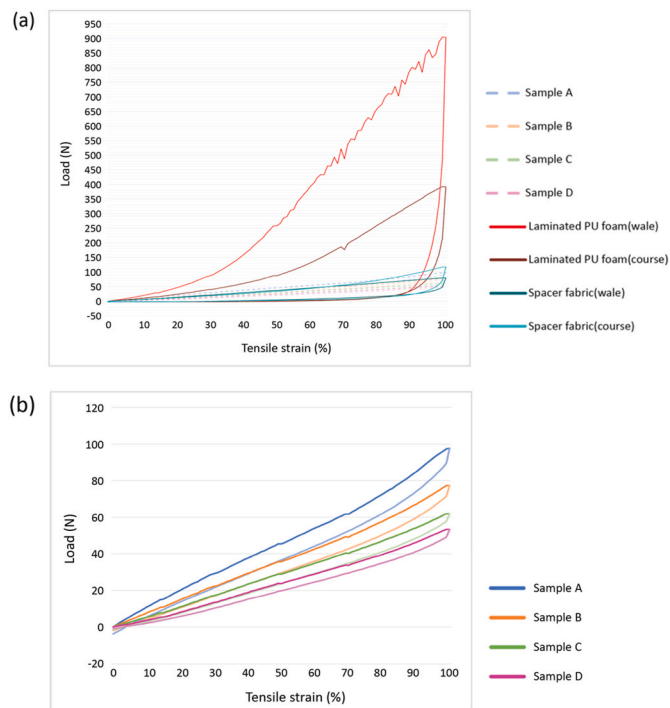 (a)
950
900
850
800
750
700
650
600
550
500
450
400
350
300
250
200
150
100
50
0
-50
Load (N)
0 10 20 30 40 50 60 70 80 90 100
Tensile strain (%)
Sample A
Sample B
Sample C
Sample D
Laminated PU foam(wale)
Laminated PU foam(course)
Spacer fabric(wale)
Spacer fabric(course)
(b)
120
100
80
60
40
20
0
-20
Load (N)
0 10 20 30 40 50 60 70 80 90 100
Tensile strain (%)
Sample A
Sample B
Sample C
Sample D